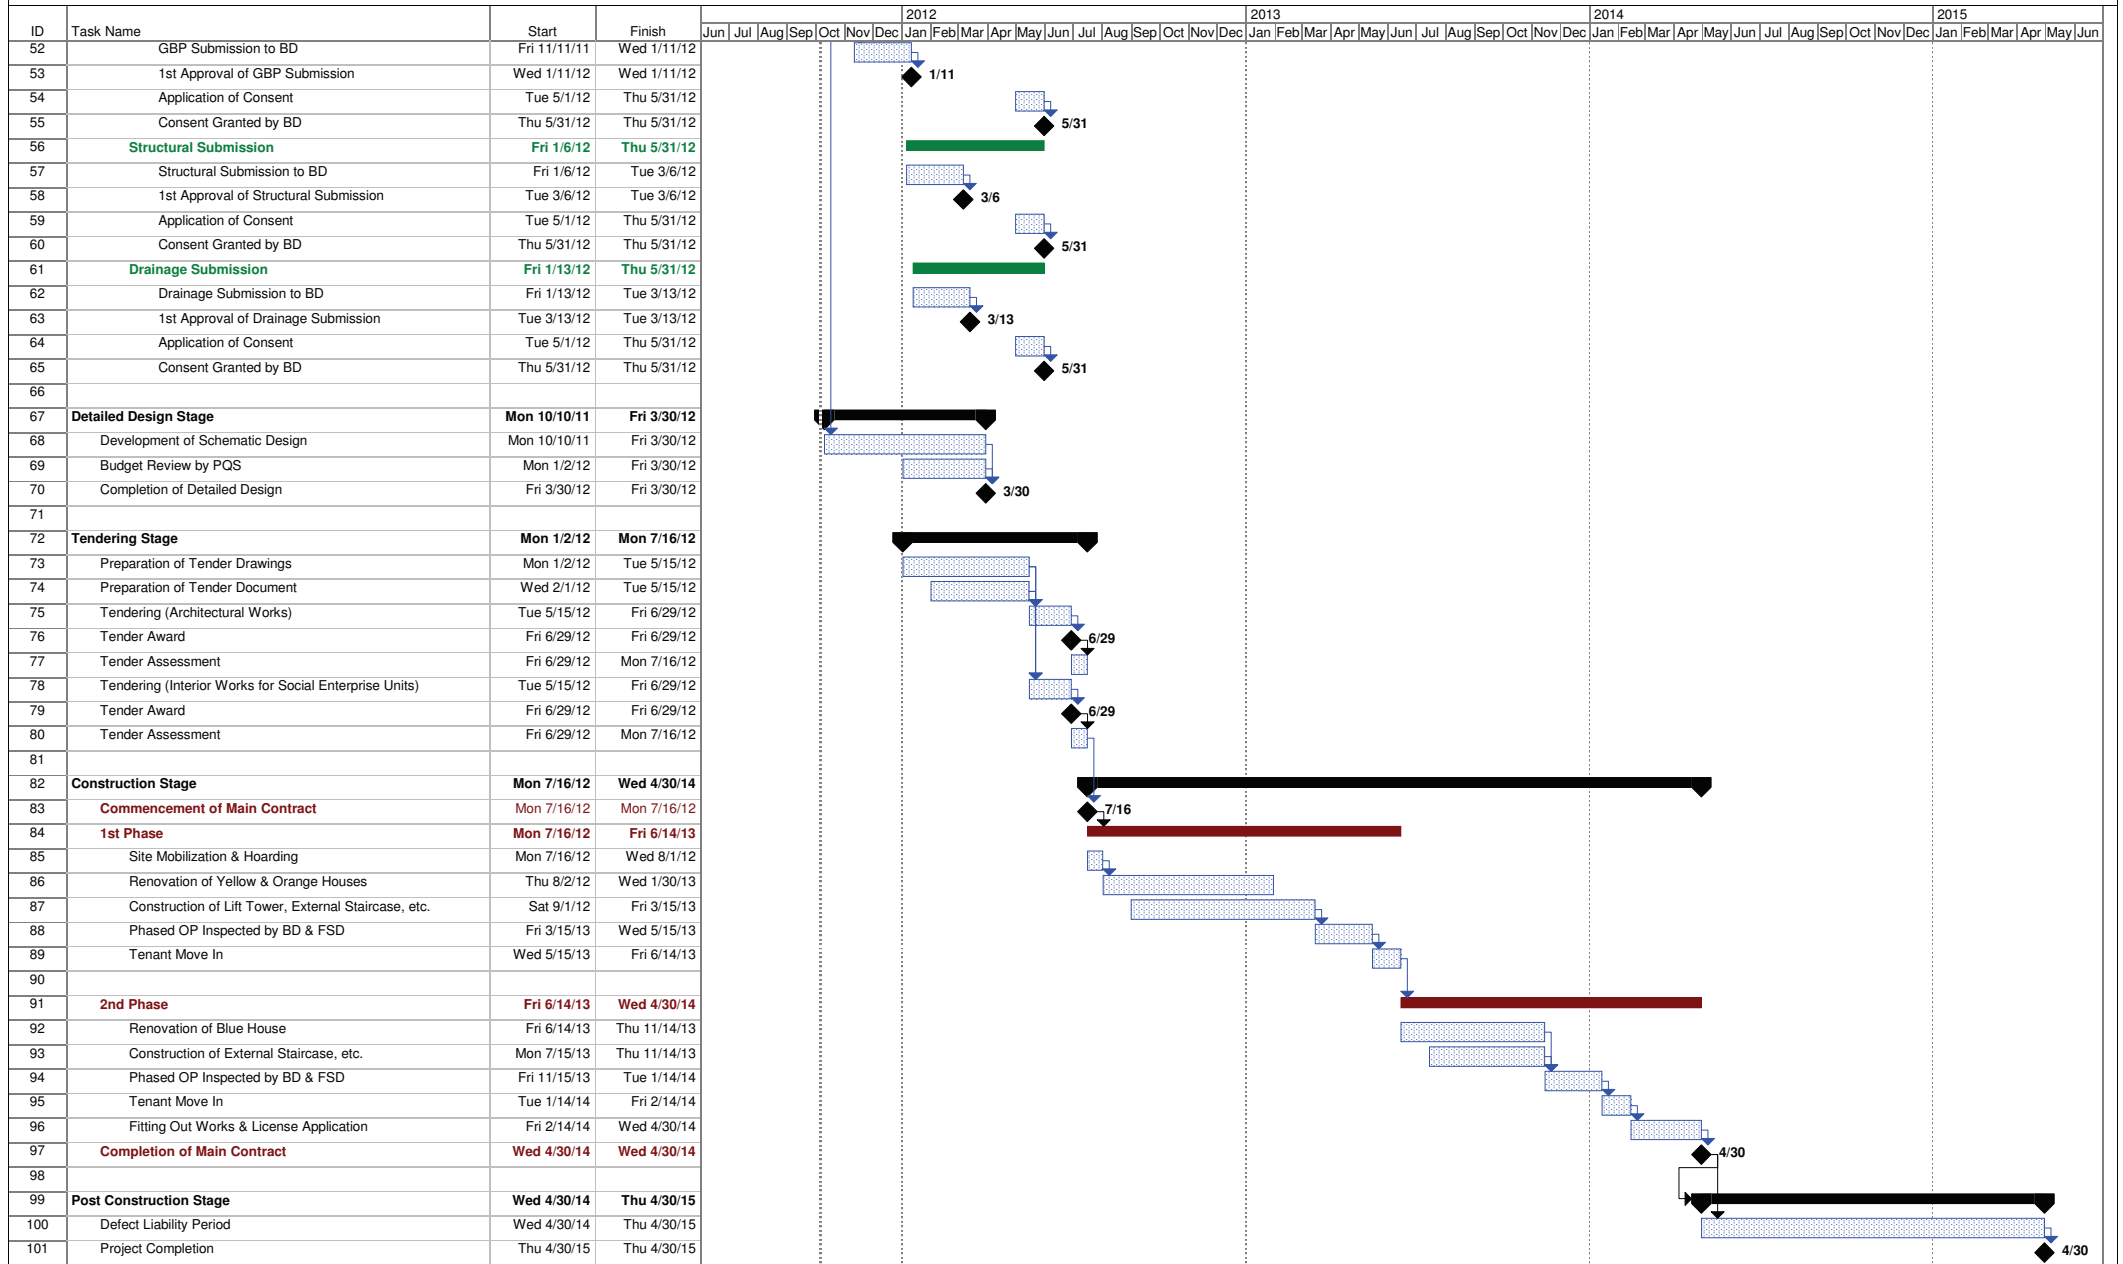 2012 2013 2014 2015
ID Task Name Start Finish Jun Jul Aug Sep Oct Nov Dec Jan Feb Mar Apr May Jun Jul Aug Sep Oct Nov Dec Jan Feb Mar Apr May Jun Jul Aug Sep Oct Nov Dec Jan Feb Mar Apr May Jun Jul Aug Sep Oct Nov Dec Jan Feb Mar Apr May Jun
52 GBP Submission to BD Fri 11/11/11 Wed 1/11/12
53 1st Approval of GBP Submission Wed 1/11/12 Wed 1/11/12 1/11
54 Application of Consent Tue 5/1/12 Thu 5/31/12
55 Consent Granted by BD Thu 5/31/12 Thu 5/31/12 5/31
56 Structural Submission Fri 1/6/12 Thu 5/31/12
57 Structural Submission to BD Fri 1/6/12 Tue 3/6/12
58 1st Approval of Structural Submission Tue 3/6/12 Tue 3/6/12 3/6
59 Application of Consent Tue 5/1/12 Thu 5/31/12
60 Consent Granted by BD Thu 5/31/12 Thu 5/31/12 5/31
61 Drainage Submission Fri 1/13/12 Thu 5/31/12
62 Drainage Submission to BD Fri 1/13/12 Tue 3/13/12
63 1st Approval of Drainage Submission Tue 3/13/12 Tue 3/13/12 3/13
64 Application of Consent Tue 5/1/12 Thu 5/31/12
65 Consent Granted by BD Thu 5/31/12 Thu 5/31/12 5/31
66
67 Detailed Design Stage Mon 10/10/11 Fri 3/30/12
68 Development of Schematic Design Mon 10/10/11 Fri 3/30/12
69 Budget Review by PQS Mon 1/2/12 Fri 3/30/12
70 Completion of Detailed Design Fri 3/30/12 Fri 3/30/12 3/30
71
72 Tendering Stage Mon 1/2/12 Mon 7/16/12
73 Preparation of Tender Drawings Mon 1/2/12 Tue 5/15/12
74 Preparation of Tender Document Wed 2/1/12 Tue 5/15/12
75 Tendering (Architectural Works) Tue 5/15/12 Fri 6/29/12
76 Tender Award Fri 6/29/12 Fri 6/29/12 6/29
77 Tender Assessment Fri 6/29/12 Mon 7/16/12
78 Tendering (Interior Works for Social Enterprise Units) Tue 5/15/12 Fri 6/29/12
79 Tender Award Fri 6/29/12 Fri 6/29/12 6/29
80 Tender Assessment Fri 6/29/12 Mon 7/16/12
81
82 Construction Stage Mon 7/16/12 Wed 4/30/14
83 Commencement of Main Contract Mon 7/16/12 Mon 7/16/12 7/16
84 1st Phase Mon 7/16/12 Fri 6/14/13
85 Site Mobilization & Hoarding Mon 7/16/12 Wed 8/1/12
86 Renovation of Yellow & Orange Houses Thu 8/2/12 Wed 1/30/13
87 Construction of Lift Tower, External Staircase, etc. Sat 9/1/12 Fri 3/15/13
88 Phased OP Inspected by BD & FSD Fri 3/15/13 Wed 5/15/13
89 Tenant Move In Wed 5/15/13 Fri 6/14/13
90
91 2nd Phase Fri 6/14/13 Wed 4/30/14
92 Renovation of Blue House Fri 6/14/13 Thu 11/14/13
93 Construction of External Staircase, etc. Mon 7/15/13 Thu 11/14/13
94 Phased OP Inspected by BD & FSD Fri 11/15/13 Tue 1/14/14
95 Tenant Move In Tue 1/14/14 Fri 2/14/14
96 Fitting Out Works & License Application Fri 2/14/14 Wed 4/30/14
97 Completion of Main Contract Wed 4/30/14 Wed 4/30/14 4/30
98
99 Post Construction Stage Wed 4/30/14 Thu 4/30/15
100 Defect Liability Period Wed 4/30/14 Thu 4/30/15
101 Project Completion Thu 4/30/15 Thu 4/30/15 4/30